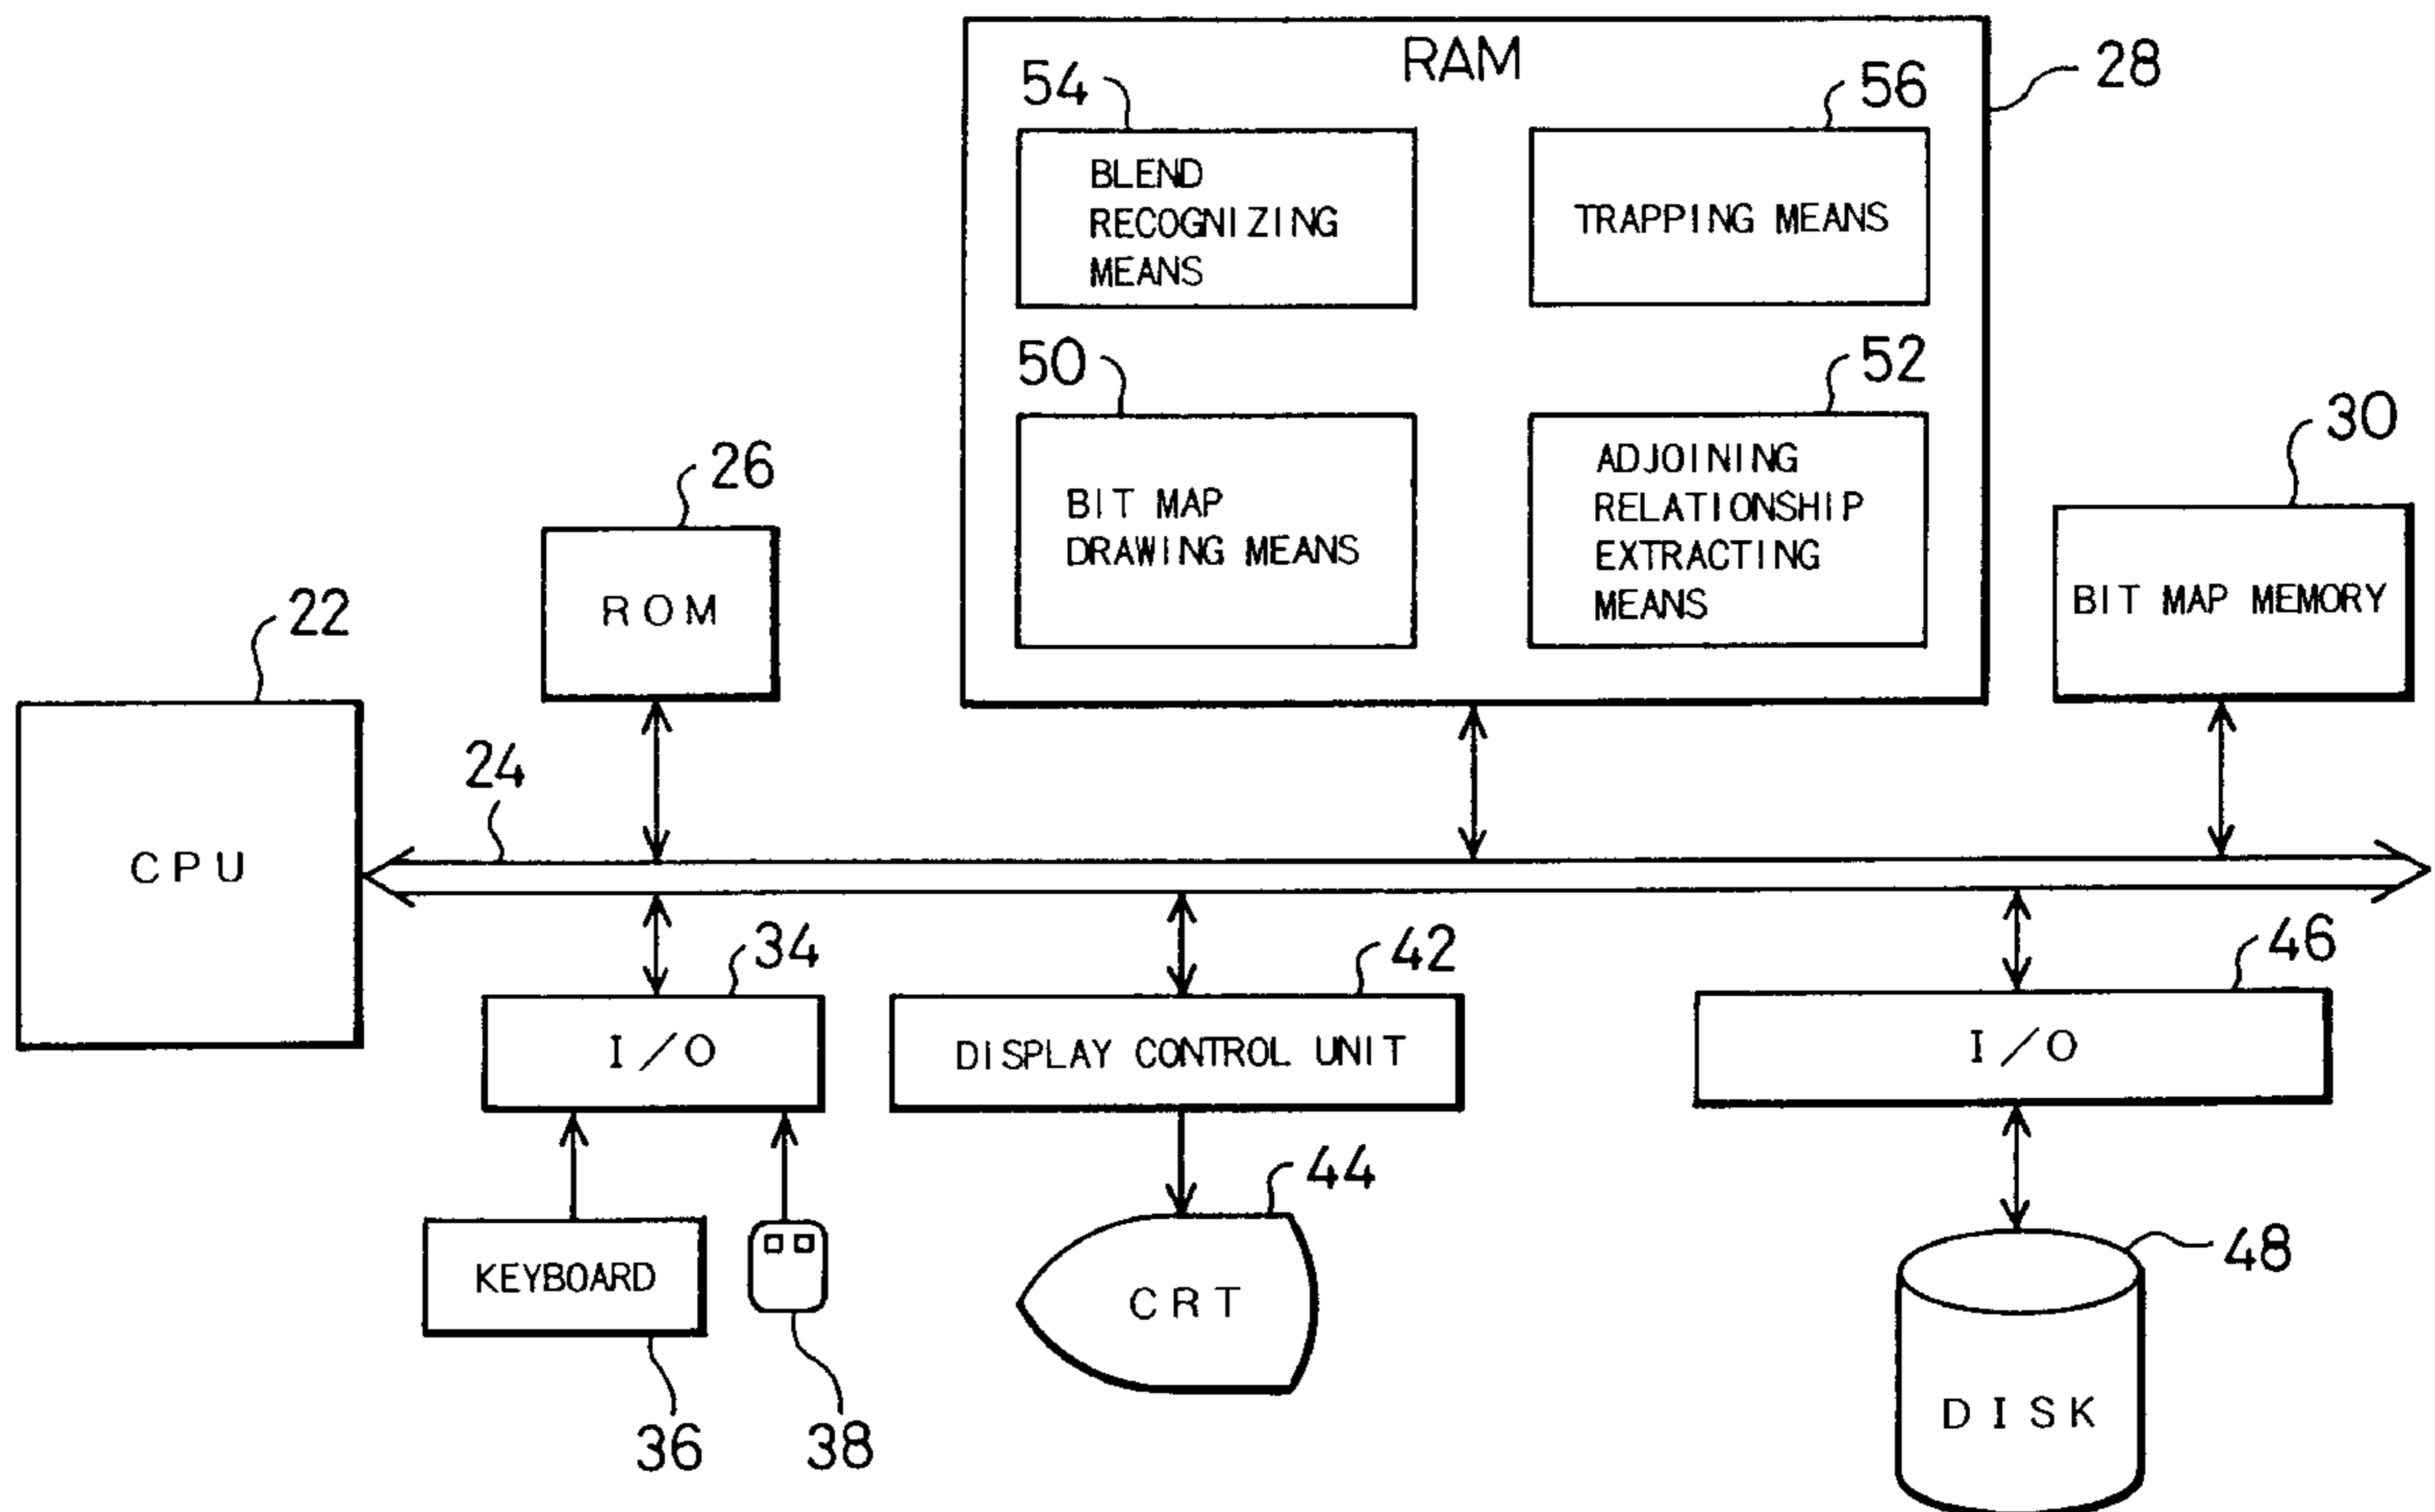 RAM
28
54
56
BLEND
RECOGNIZING
MEANS
TRAPPING MEANS
50
52
BIT MAP
DRAWING MEANS
ADJOINING
RELATIONSHIP
EXTRACTING
MEANS
30
BIT MAP MEMORY
26
ROM
22
CPU
24
34
I/O
42
DISPLAY CONTROL UNIT
46
I/O
KEYBOARD
36
38
44
CRT
48
DISK